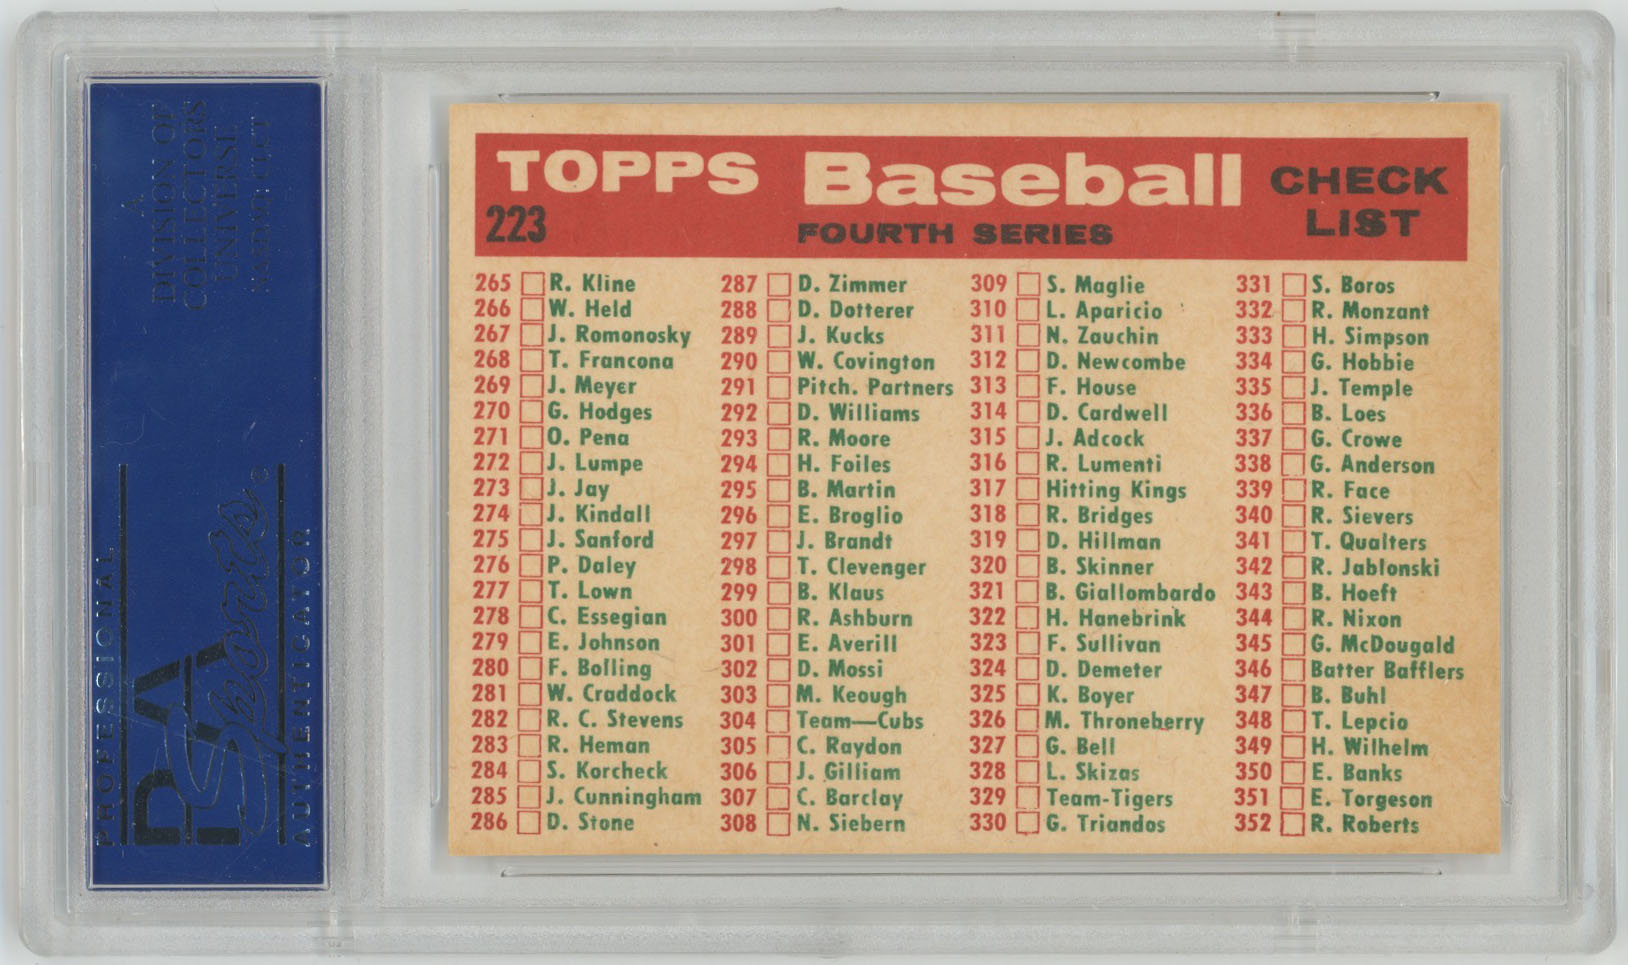 TOPPS Baseball CHECK LIST
223 FOURTH SERIES
265 R. Kline
266 W. Held
267 J. Romonosky
268 T. Francona
269 J. Meyer
270 G. Hodges
271 O. Pena
272 J. Lumpe
273 J. Jay
274 J. Kindall
275 J. Sanford
276 P. Daley
277 T. Lown
278 C. Essegian
279 E. Johnson
280 F. Bolling
281 W. Craddock
282 R. C. Stevens
283 R. Heman
284 S. Korcheck
285 J. Cunningham
286 D. Stone
287 D. Zimmer
288 D. Dotterer
289 J. Kucks
290 W. Covington
291 Pitch. Partners
292 D. Williams
293 R. Moore
294 H. Foiles
295 B. Martin
296 E. Broglio
297 J. Brandt
298 T. Clevenger
299 B. Klaus
300 R. Ashburn
301 E. Averill
302 D. Mossi
303 M. Keough
304 Team—Cubs
305 C. Raydon
306 J. Gilliam
307 C. Barclay
308 N. Siebern
309 S. Maglie
310 L. Aparicio
311 N. Zauchin
312 D. Newcombe
313 F. House
314 D. Cardwell
315 J. Adcock
316 R. Lumenti
317 Hitting Kings
318 R. Bridges
319 D. Hillman
320 B. Skinner
321 B. Giallombardo
322 H. Hanebrink
323 F. Sullivan
324 D. Demeter
325 K. Boyer
326 M. Throneberry
327 G. Bell
328 L. Skizas
329 Team-Tigers
330 G. Triandos
331 S. Boros
332 R. Monzant
333 H. Simpson
334 G. Hobbie
335 J. Temple
336 B. Loes
337 G. Crowe
338 G. Anderson
339 R. Face
340 R. Sievers
341 T. Qualters
342 R. Jablonski
343 B. Hoeft
344 R. Nixon
345 G. McDougald
346 Batter Bafflers
347 B. Buhl
348 T. Lepcio
349 H. Wilhelm
350 E. Banks
351 E. Torgeson
352 R. Roberts
PROFESSIONAL
PSA
Sports
AUTHENTICATOR
A
DIVISION OF
COLLECTORS
UNIVERSE